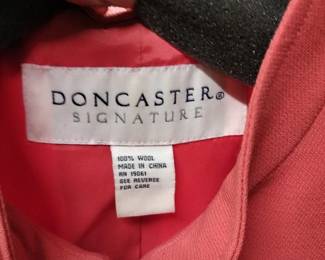 DONCASTER®
SIGNATURE
100% WOOL
MADE IN CHINA
RN 19061
SEE REVERSE
FOR CARE